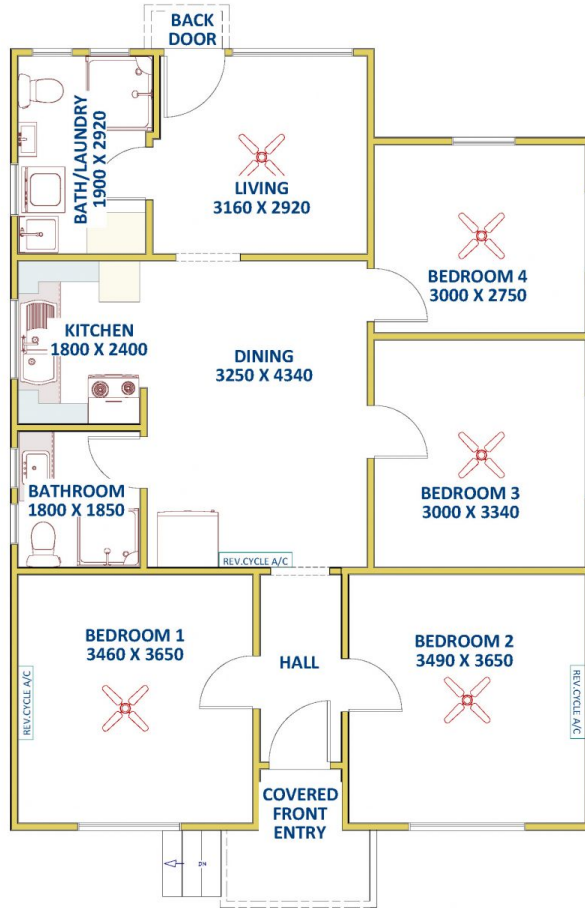 BACK
DOOR
BATH/LAUNDRY
1900 X 2920
LIVING
3160 X 2920
BEDROOM 4
3000 X 2750
KITCHEN
1800 X 2400
DINING
3250 X 4340
BATHROOM
1800 X 1850
BEDROOM 3
3000 X 3340
REV.CYCLE A/C
BEDROOM 1
3460 X 3650
HALL
BEDROOM 2
3490 X 3650
REV.CYCLE A/C
REV.CYCLE A/C
COVERED
FRONT
ENTRY
DN